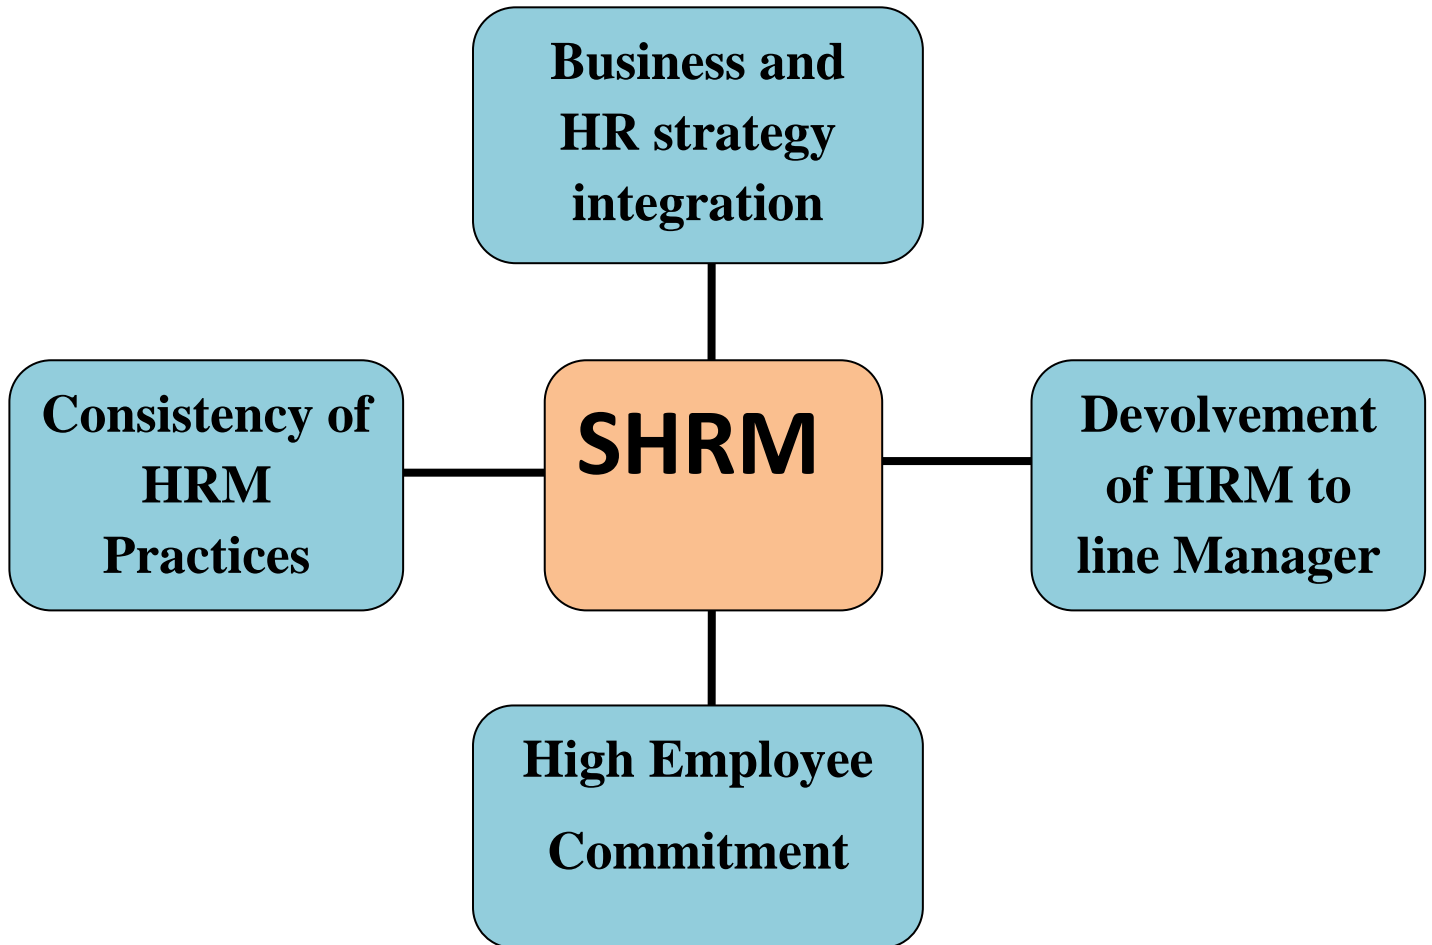 Business and
HR strategy
integration
Consistency of
HRM
Practices
SHRM
Devolvement
of HRM to
line Manager
High Employee
Commitment